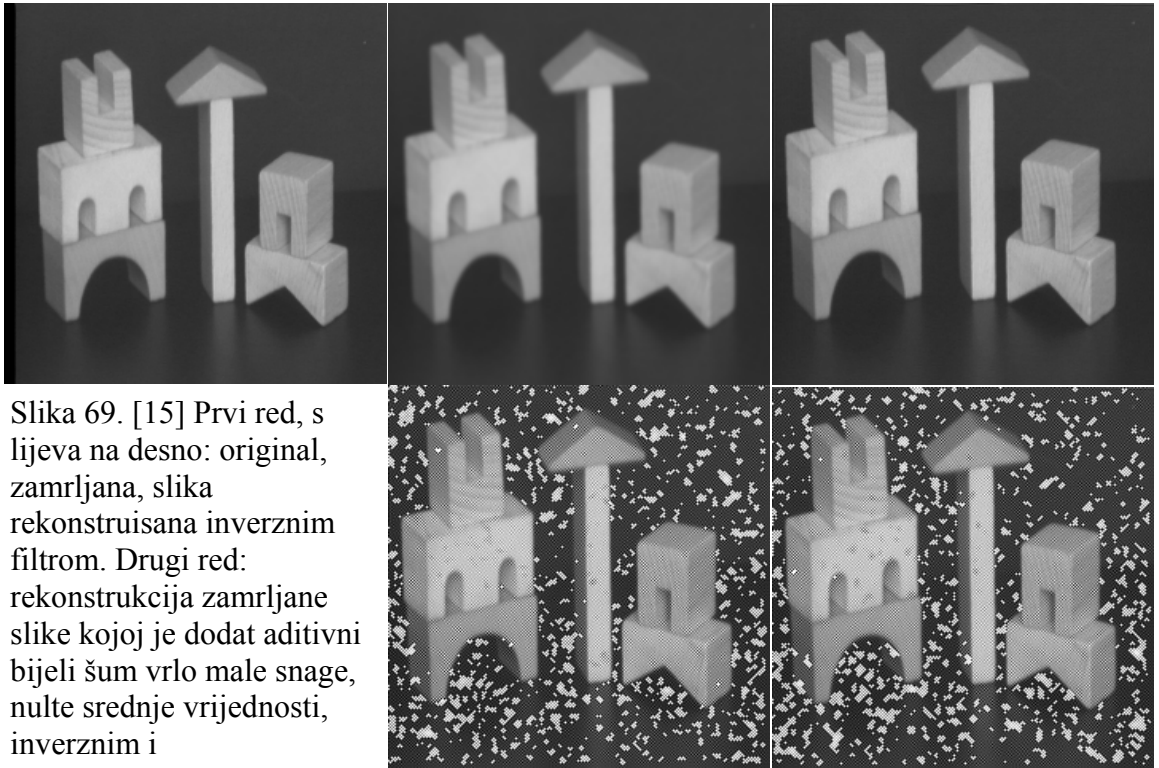 Slika 69. [15] Prvi red, s
lijeva na desno: original,
zamrljana, slika
rekonstruisana inverznim
filtrom. Drugi red:
rekonstrukcija zamrljane
slike kojoj je dodat aditivni
bijeli šum vrlo male snage,
nulte srednje vrijednosti,
inverznim i